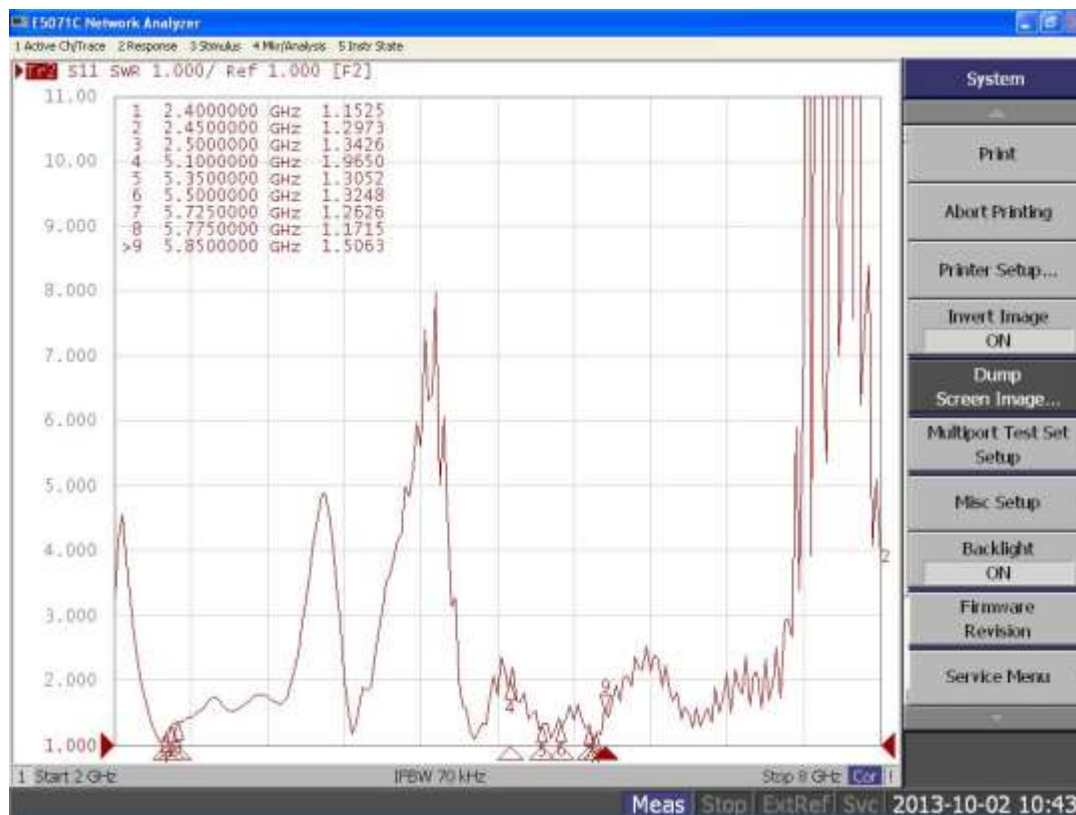 E5071C Network Analyzer
1 Active Ch/Trace 2 Response 3 Stimulus 4 Mkr/Analysis 5 Instr State
Tr2 S11 SWR 1.000/ Ref 1.000 [F2]
11.00
10.00
9.000
8.000
7.000
6.000
5.000
4.000
3.000
2.000
1.000
1 2.4000000 GHz 1.1525
2 2.4500000 GHz 1.2973
3 2.5000000 GHz 1.3426
4 5.1000000 GHz 1.9650
5 5.3500000 GHz 1.3052
6 5.5000000 GHz 1.3248
7 5.7250000 GHz 1.2626
8 5.7750000 GHz 1.1715
>9 5.8500000 GHz 1.5063
4
9
5
6
2
1 Start 2 GHz
IFBW 70 kHz
Stop 8 GHz
Cor
!
System
Print
Abort Printing
Printer Setup...
Invert Image
ON
Dump
Screen Image...
Multiport Test Set
Setup
Misc Setup
Backlight
ON
Firmware
Revision
Service Menu
Meas Stop ExtRef Svc 2013-10-02 10:43